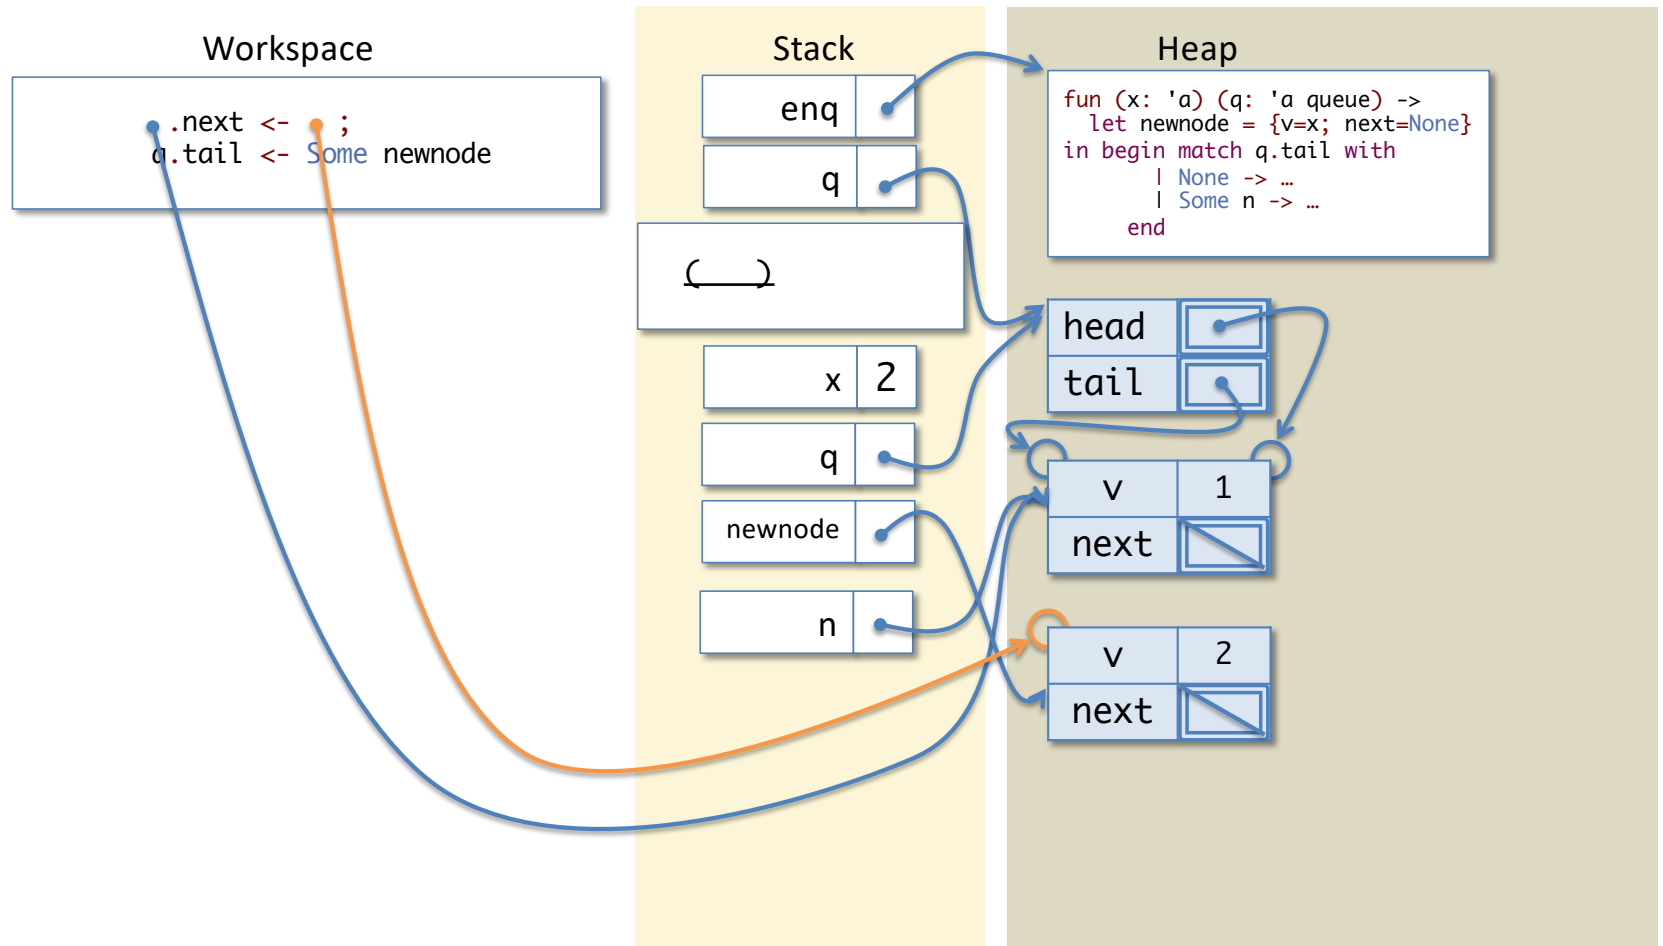 Workspace
.next <- ;
q.tail <- Some newnode
Stack
enq
q
(__)
x 2
q
newnode
n
Heap
fun (x: 'a) (q: 'a queue) ->
let newnode = {v=x; next=None}
in begin match q.tail with
| None -> …
| Some n -> …
end
head
tail
v 1
next
v 2
next